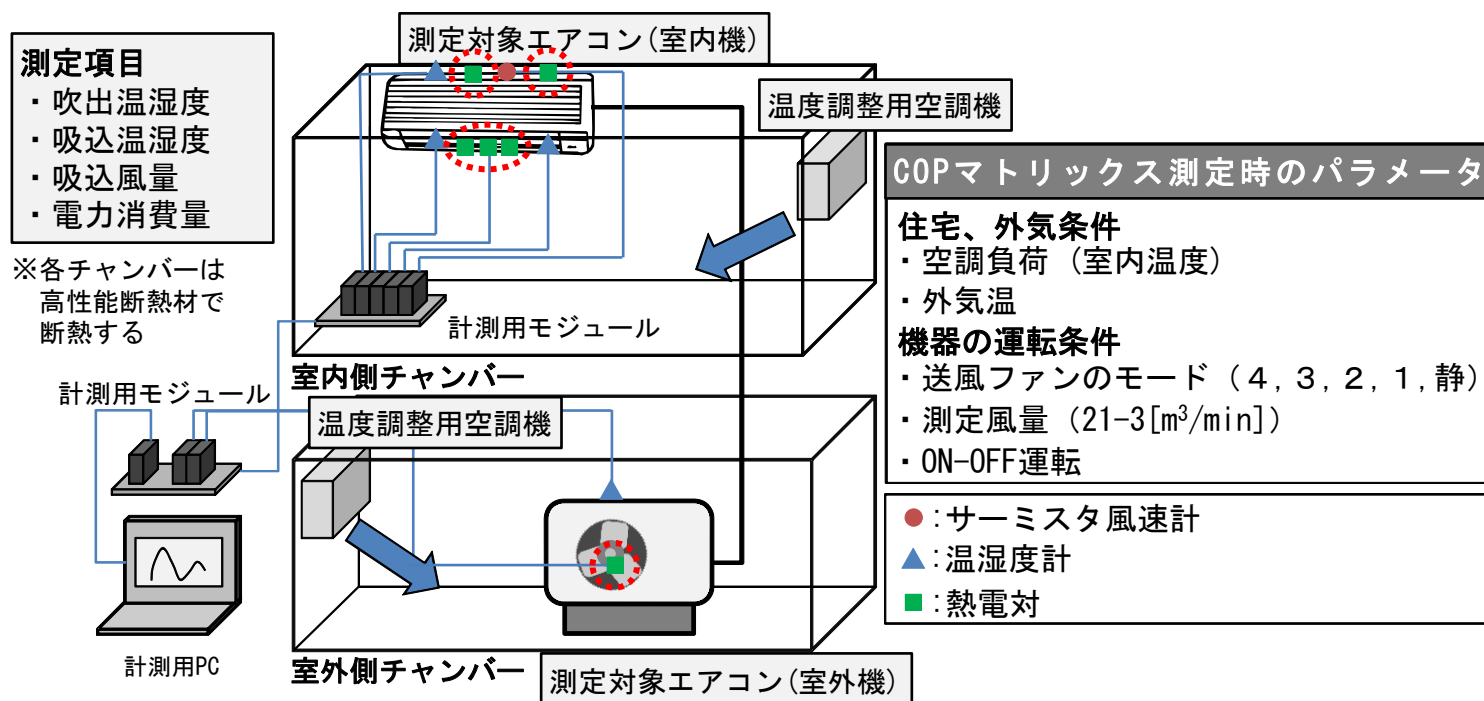 測定対象エアコン(室内機)
測定項目
・吹出温湿度
・吸込温湿度
・吸込風量
・電力消費量
※各チャンバーは
高性能断熱材で
断熱する
温度調整用空調機
計測用モジュール
室内側チャンバー
COPマトリックス測定時のパラメータ
住宅、外気条件
・空調負荷（室内温度）
・外気温
機器の運転条件
・送風ファンのモード（４,３,２,１,静）
・測定風量（21-3[m³/min]）
・ON-OFF運転
計測用モジュール
温度調整用空調機
計測用PC
室外側チャンバー
測定対象エアコン(室外機)
:サーミスタ風速計
:温湿度計
:熱電対